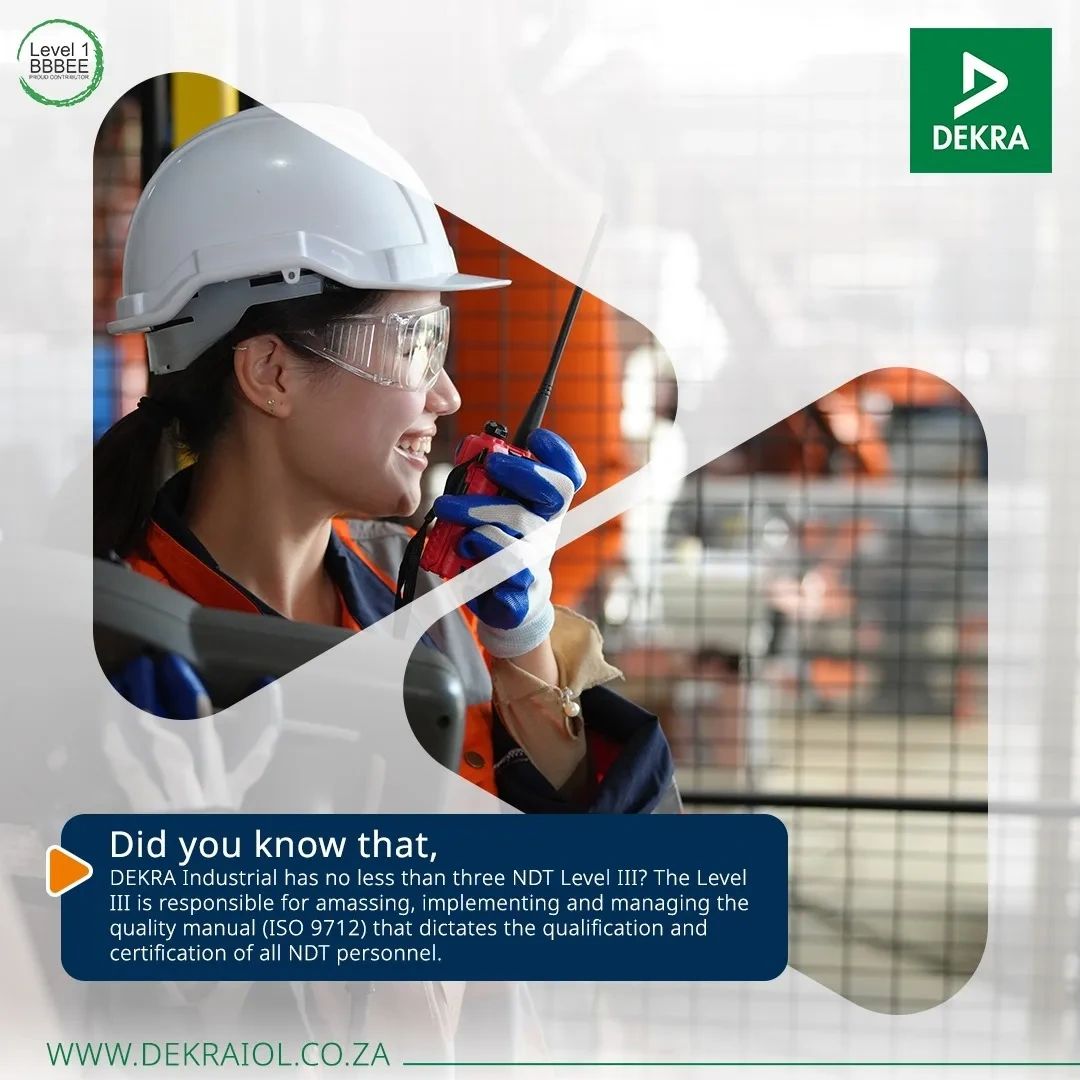 Level 1
BBBEE
PROUD CONTRIBUTOR
DEKRA
Did you know that,
DEKRA Industrial has no less than three NDT Level III? The Level
III is responsible for amassing, implementing and managing the
quality manual (ISO 9712) that dictates the qualification and
certification of all NDT personnel.
WWW.DEKRAIOL.CO.ZA